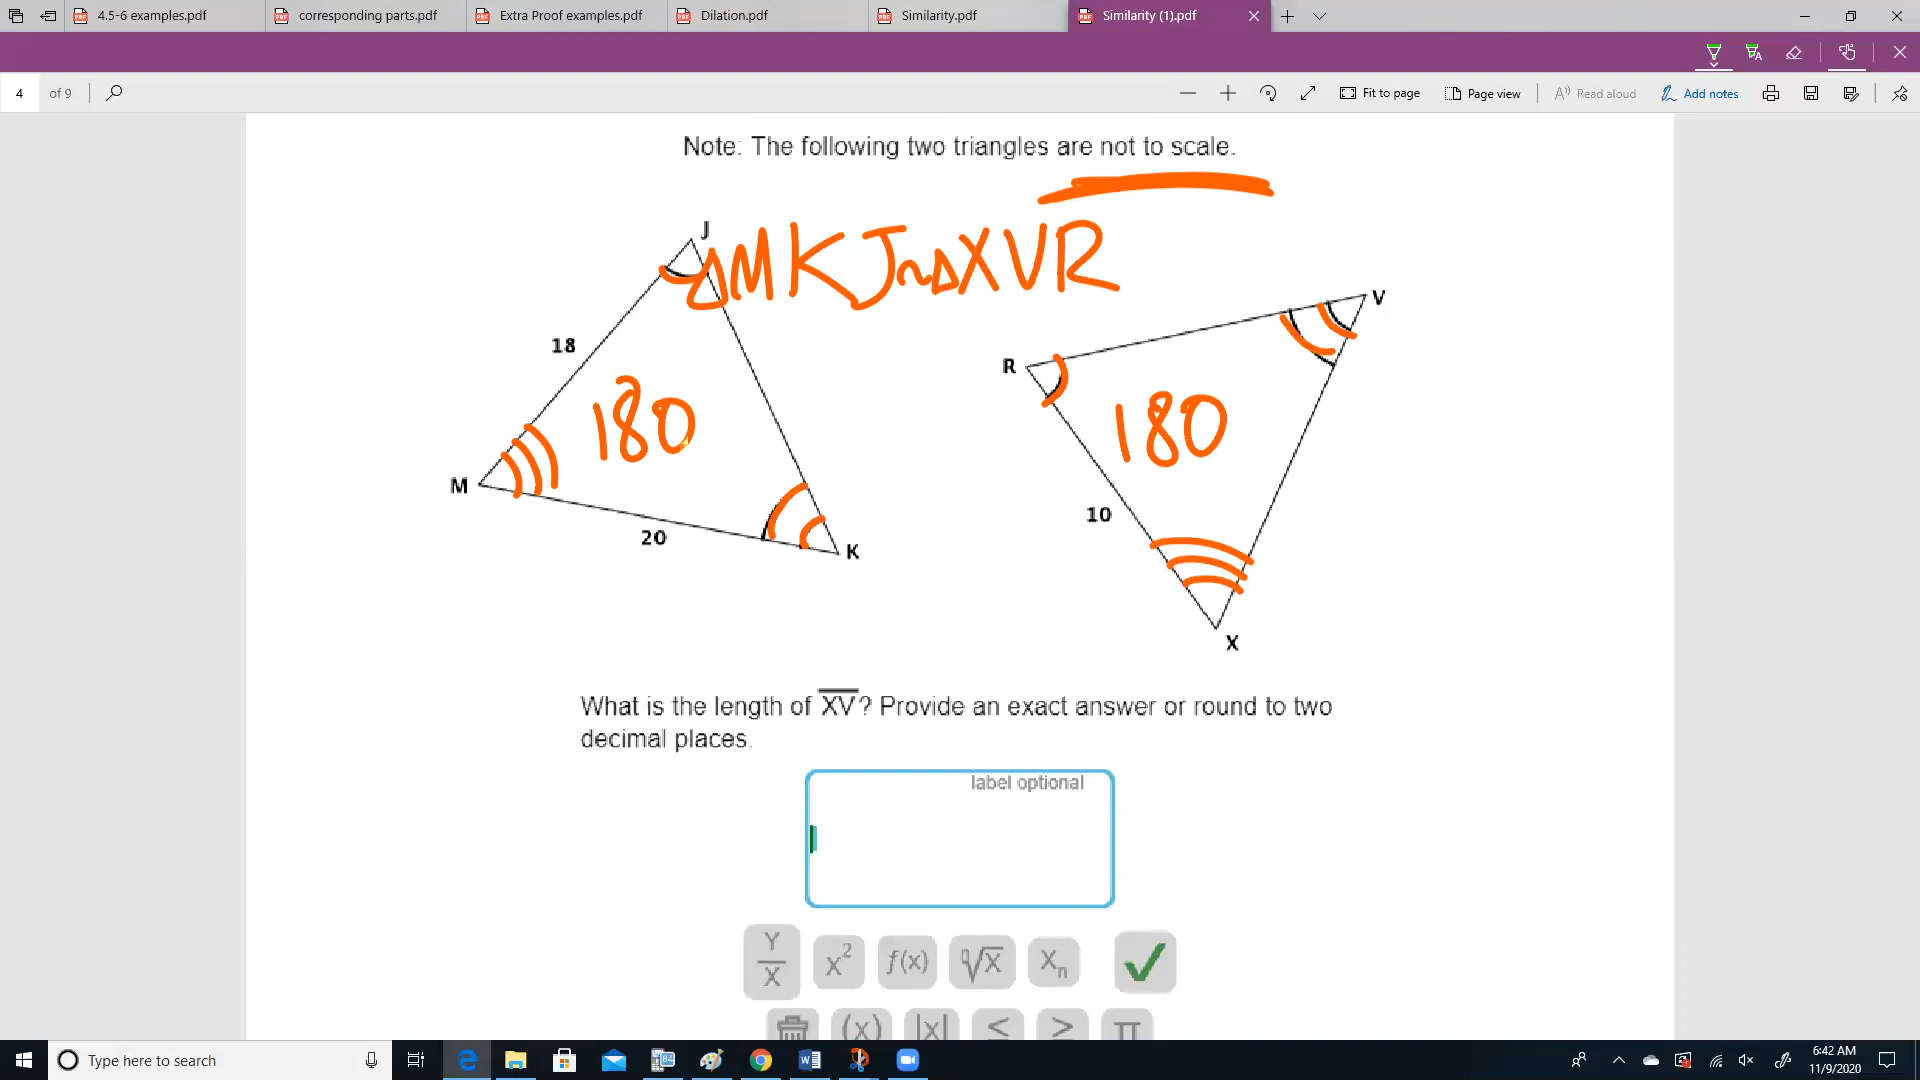 4.5-6 examples.pdf corresponding parts.pdf Extra Proof examples.pdf Dilation.pdf Similarity.pdf Similarity (1).pdf
4 of 9 Fit to page Page view Read aloud Add notes
Note: The following two triangles are not to scale.
J
△MKJ~△XVR
V
18
R
180
180
M
10
20
K
X
What is the length of XV? Provide an exact answer or round to two
decimal places.
label optional
Y/X x² f(x) ⁿ√X Xn ✓
(x) |x| < ≥ π
Type here to search
6:42 AM
11/9/2020